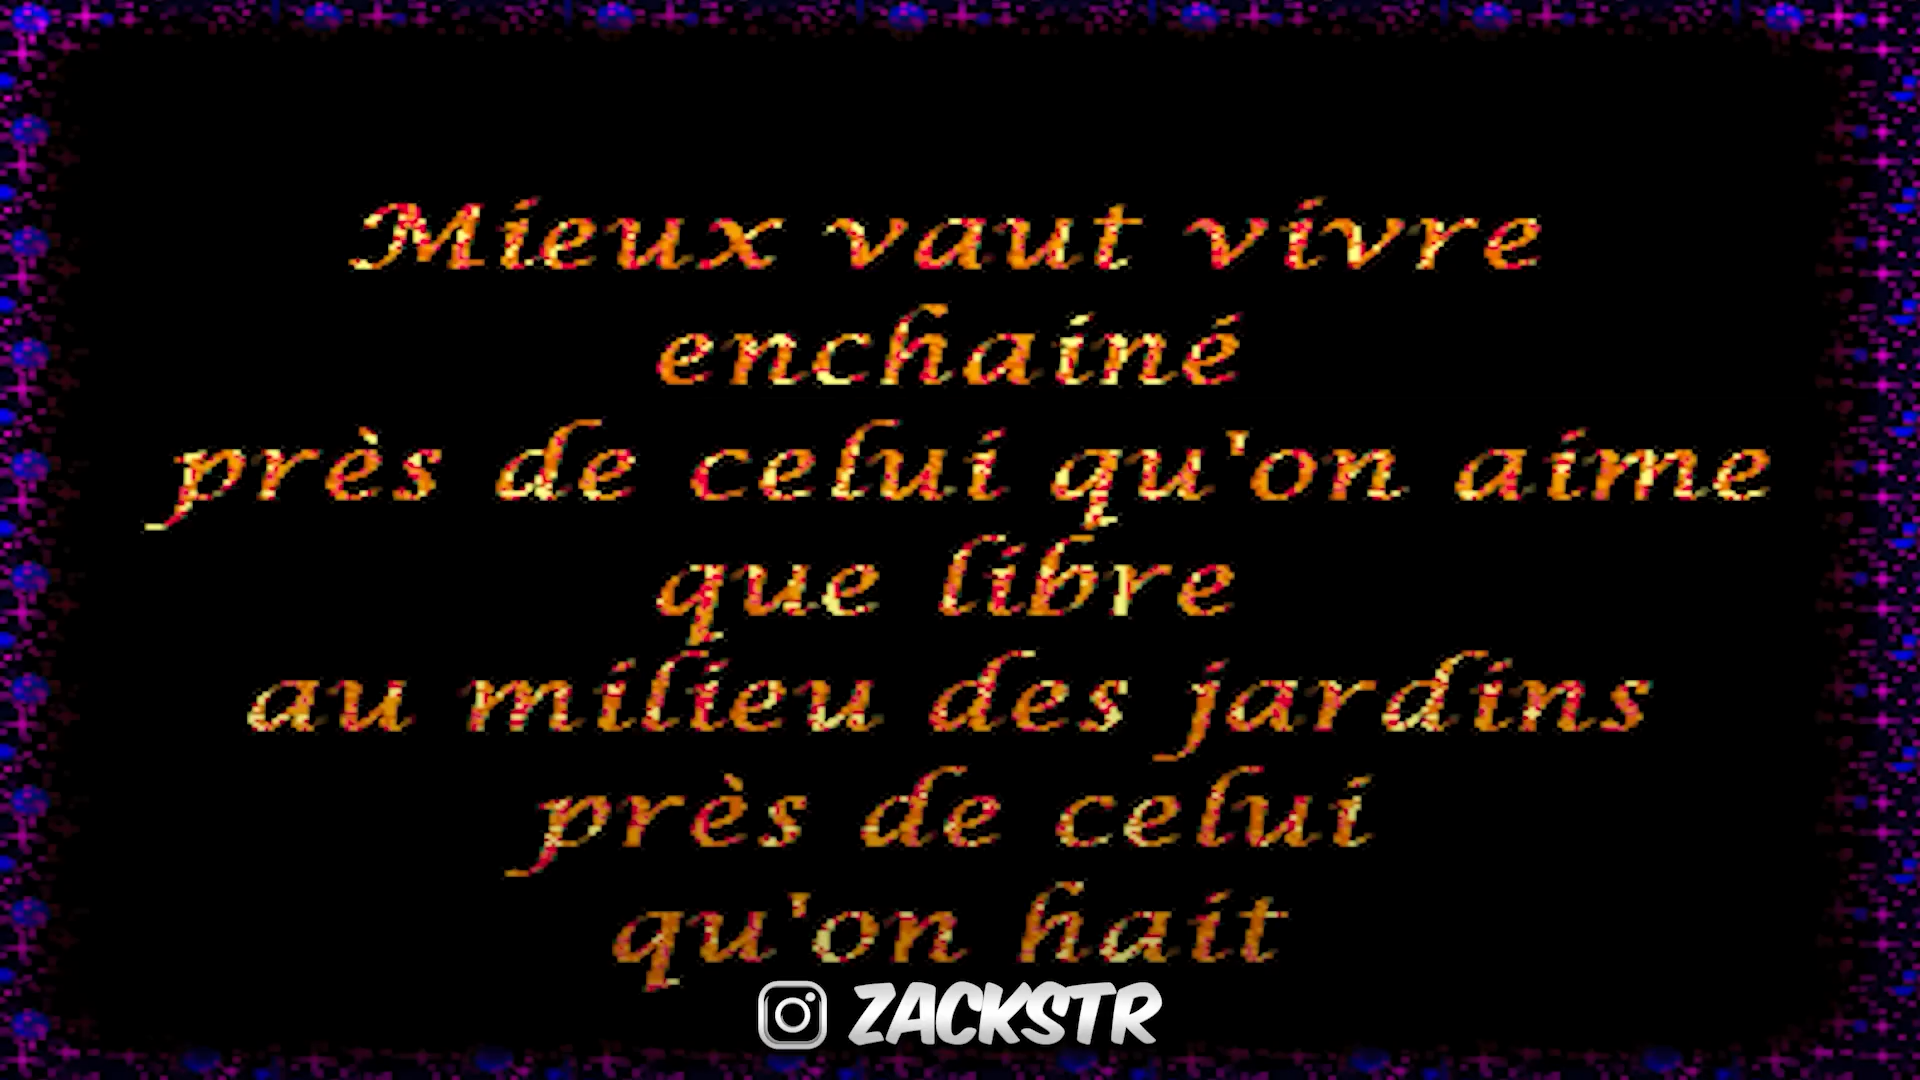 Mieux vaut vivre
enchainé
près de celui qu'on aime
que libre
au milieu des jardins
près de celui
qu'on hait
ZACKSTR